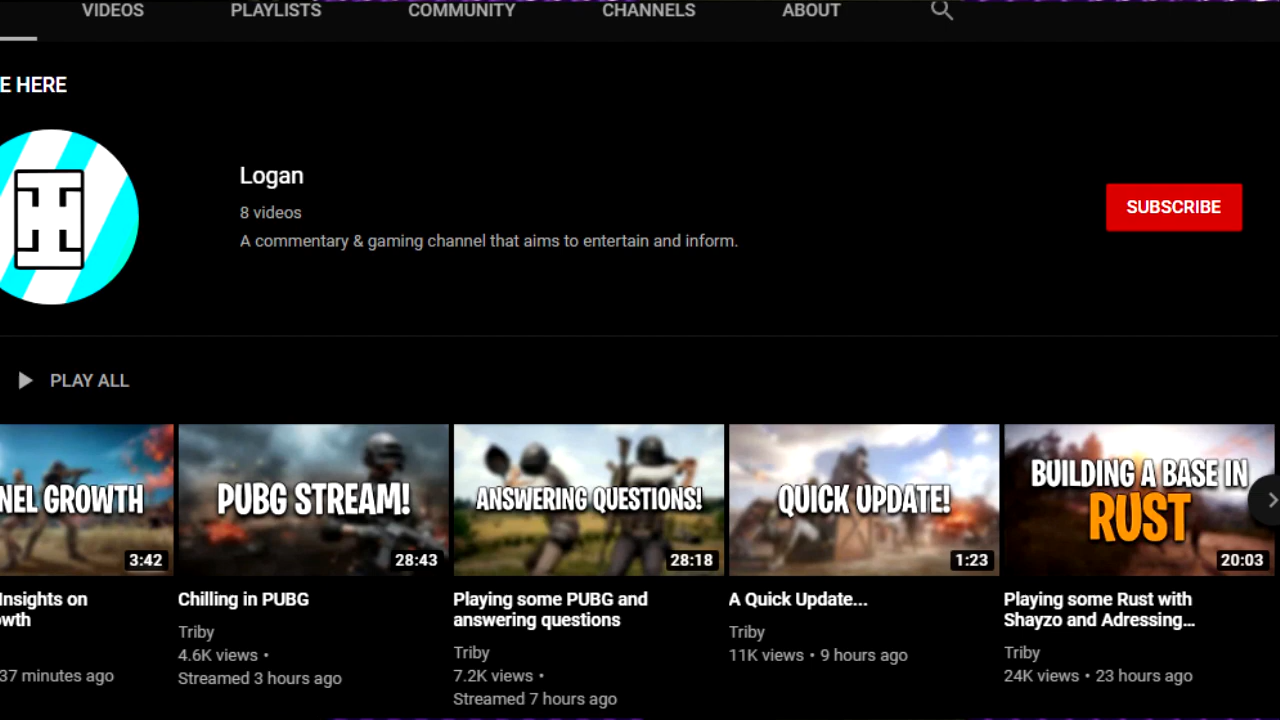 VIDEOS PLAYLISTS COMMUNITY CHANNELS ABOUT
E HERE
Logan
8 videos
A commentary & gaming channel that aims to entertain and inform.
SUBSCRIBE
PLAY ALL
NEL GROWTH
3:42
PUBG STREAM!
28:43
ANSWERING QUESTIONS!
28:18
QUICK UPDATE!
1:23
BUILDING A BASE IN
RUST
20:03
Insights on
wth
37 minutes ago
Chilling in PUBG
Triby
4.6K views •
Streamed 3 hours ago
Playing some PUBG and
answering questions
Triby
7.2K views •
Streamed 7 hours ago
A Quick Update...
Triby
11K views • 9 hours ago
Playing some Rust with
Shayzo and Adressing...
Triby
24K views • 23 hours ago